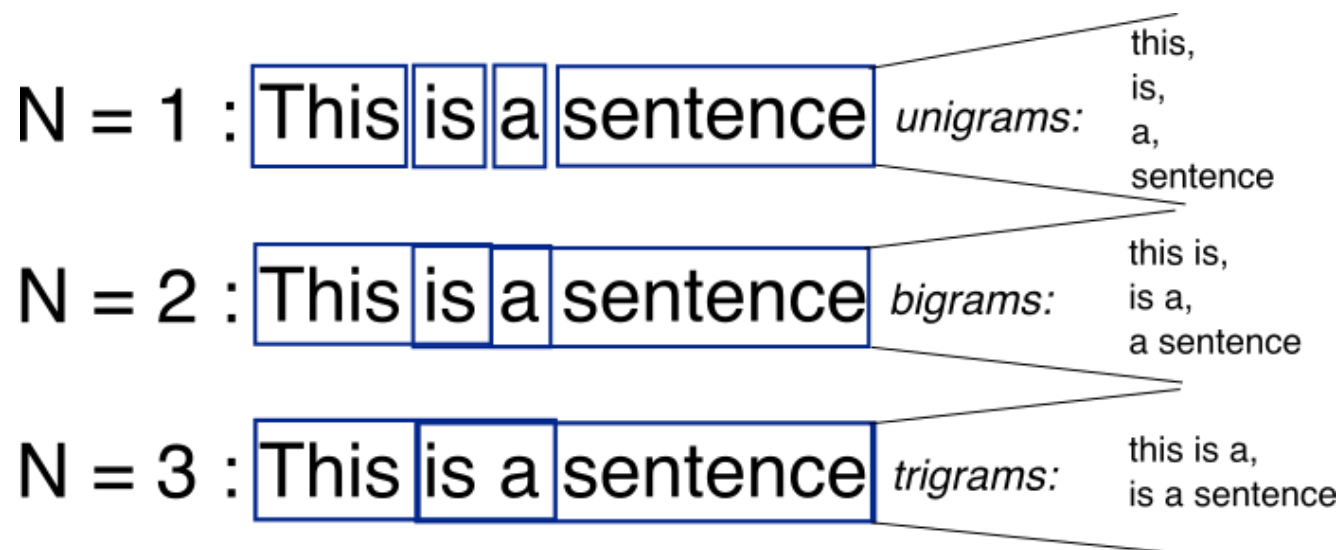 N = 1 : This is a sentence unigrams:
this,
is,
a,
sentence
N = 2 : This is a sentence bigrams:
this is,
is a,
a sentence
N = 3 : This is a sentence trigrams:
this is a,
is a sentence